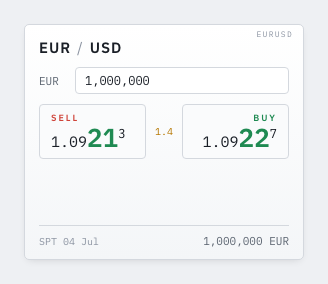 EURUSD
EUR / USD
EUR 1,000,000
SELL BUY
1.09213 1.4 1.09227
SPT 04 Jul 1,000,000 EUR